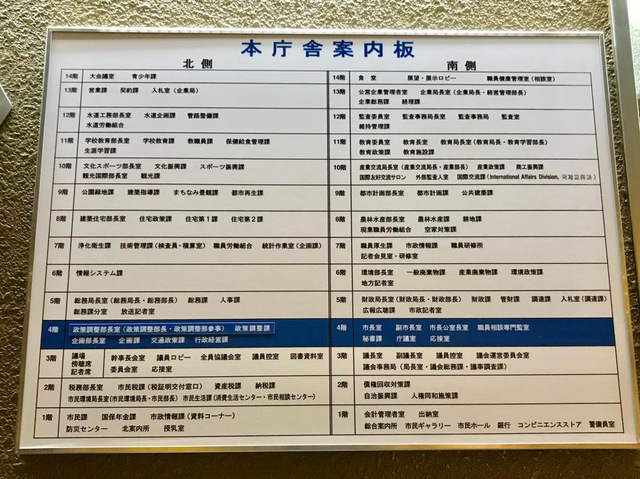 本庁舎案内板
北側
南側
14階 大会議室 青少年課
13階 営業課 契約課 入札室（企業局）
12階 水道工務部長室 水道企画課 管路整備課
水道労働組合
11階 学校教育部長室 学校教育課 教職員課 保健給食管理課
生涯学習課
10階 文化スポーツ部長室 文化振興課 スポーツ振興課
観光国際部長室 観光課
9階 公園緑地課 建築指導課 まちなみ景観課 都市再生課
8階 建築住宅部長室 住宅政策課 住宅第１課 住宅第２課
7階 浄化衛生課 技術管理課（検査員・積算室） 職員労働組合 統計作業室（企画課）
6階 情報システム課
5階 総務局長室（総務局長・総務部長） 総務課 人事課
総務課分室 放送記者室
4階 政策調整部長室（政策調整部長・政策調整部参事） 政策調整課
企画部長室 企画課 交通政策課 行政経営課
3階 議場 幹事長会室 議員ロビー 全員協議会室 議員控室 図書資料室
傍聴席 委員会室 応接室
記者席
2階 税務部長室 市民税課（税証明交付窓口） 資産税課 納税課
市民環境局長室（市民環境局長・市民部長） 市民生活課（消費生活センター・市民相談センター）
1階 市民課 国保年金課 市政情報課（資料コーナー）
防災センター 北案内所 授乳室
14階 食堂 展望・展示ロビー 職員健康管理室（相談室）
13階 公営企業管理者室 企業局長室（企業局長・経営管理部長）
企業総務課 経理課
12階 監査委員室 監査事務局長室 監査事務局 監査室
維持管理課
11階 教育委員室 教育長室 教育局長室（教育局長・教育学習部長）
教育政策課 教育施設課
10階 産業交流局長室（産業交流局長・産業部長） 産業政策課 商工振興課
国際友好交流サロン 外部監査人室 国際交流課（International Affairs Division,
9階 都市計画部長室 都市計画課 公共建築課
8階 農林水産部長室 農林水産課 耕地課
現業職員労働組合 空家対策課
7階 職員厚生課 市政情報課 職員研修所
記者会見室・研修室
6階 環境部長室 一般廃棄物課 産業廃棄物課 環境政策課
地方記者室
5階 財政局長室（財政局長・財政部長） 財政課 管財課 調達課 入札室（調達課）
広報広聴課 市政記者室
4階 市長室 副市長室 市長公室長室 職員相談専門監室
秘書課 庁議室 応接室
3階 議長室 副議長室 議員控室 議会運営委員会室
議会事務局（局長室・議会総務課・議事調査課）
2階 債権回収対策課
自治振興課 人権同和施策課
1階 会計管理者室 出納室
総合案内所 市民ギャラリー 市民ホール 銀行 コンビニエンスストア 警備員室